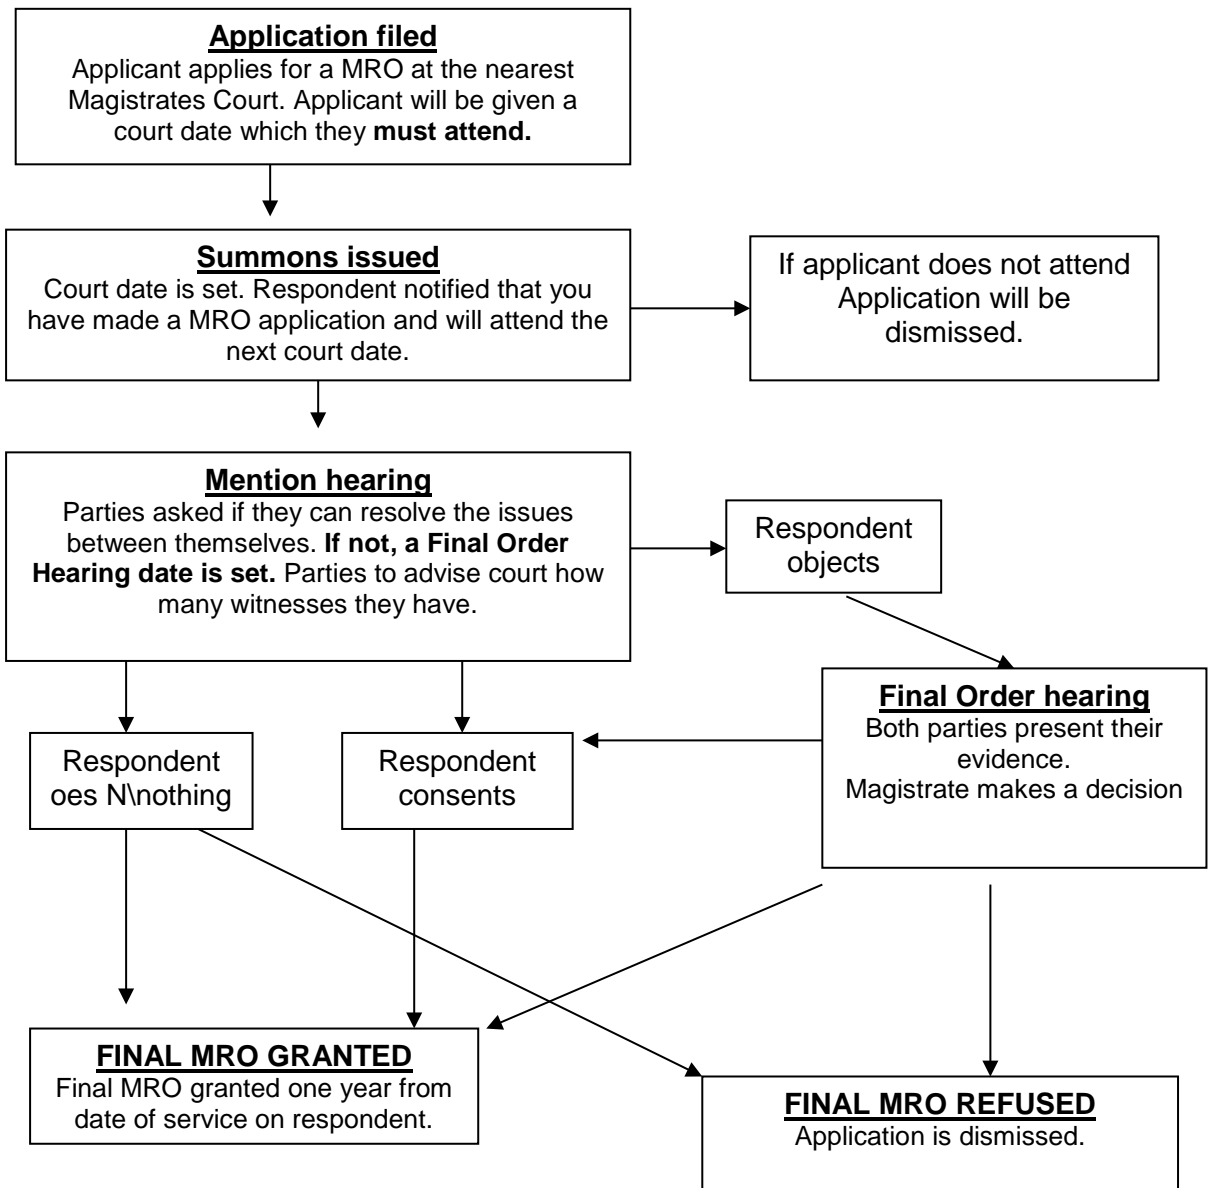 Application filed
Applicant applies for a MRO at the nearest
Magistrates Court. Applicant will be given a
court date which they must attend.
Summons issued
Court date is set. Respondent notified that you
have made a MRO application and will attend the
next court date.
If applicant does not attend
Application will be
dismissed.
Mention hearing
Parties asked if they can resolve the issues
between themselves. If not, a Final Order
Hearing date is set. Parties to advise court how
many witnesses they have.
Respondent
objects
Final Order hearing
Both parties present their
evidence.
Magistrate makes a decision
Respondent
oes N\nothing
Respondent
consents
FINAL MRO GRANTED
Final MRO granted one year from
date of service on respondent.
FINAL MRO REFUSED
Application is dismissed.